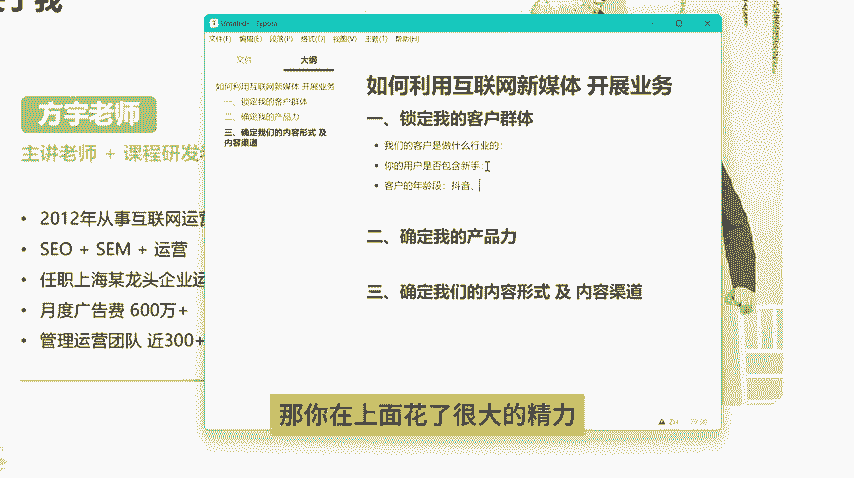 方宇老师
主讲老师 + 课程研发
• 2012年从事互联网运营
• SEO + SEM + 运营
• 任职上海某龙头企业运
• 月度广告费 600万+
• 管理运营团队 近300+
文件(F) 编辑(E) 段落(P) 格式(O) 视图(V) 主题(T) 帮助(H)
文件 大纲
如何利用互联网新媒体 开展业务
一、锁定我的客户群体
二、确定我的产品力
三、确定我们的内容形式 及
内容渠道
如何利用互联网新媒体 开展业务
一、锁定我的客户群体
• 我们的客户是做什么行业的：
• 你的用户是否包含新手：
• 客户的年龄段：抖音、
二、确定我的产品力
三、确定我们的内容形式 及 内容渠道
那你在上面花了很大的精力